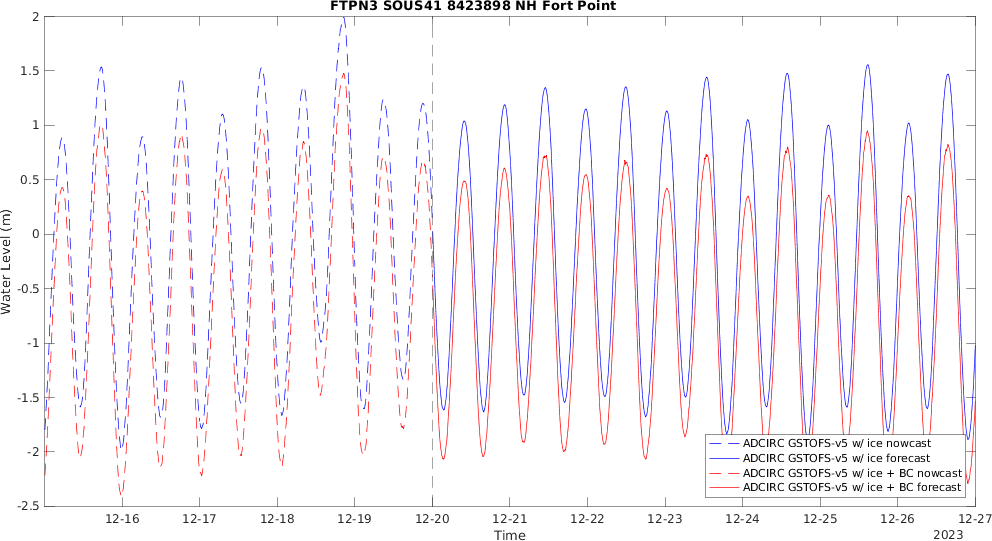 FTPN3 SOUS41 8423898 NH Fort Point
2
1.5
1
0.5
0
-0.5
-1
-1.5
-2
-2.5
Water Level (m)
ADCIRC GSTOFS-v5 w/ ice nowcast
ADCIRC GSTOFS-v5 w/ ice forecast
ADCIRC GSTOFS-v5 w/ ice + BC nowcast
ADCIRC GSTOFS-v5 w/ ice + BC forecast
12-16 12-17 12-18 12-19 12-20 12-21 12-22 12-23 12-24 12-25 12-26 12-27
Time
2023